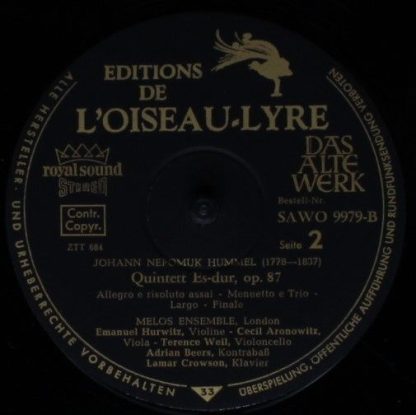 EDITIONS
DE
L'OISEAU-LYRE
royal sound
STEREO
DAS
ALTE
WERK
Bestell-Nr.
SAWO 9979-B
Contr.
Copyr.
ZTT 684
Seite 2
JOHANN NEPOMUK HUMMEL (1778—1837)
Quintett Es-dur, op. 87
Allegro e risoluto assai - Menuetto e Trio -
Largo - Finale
MELOS ENSEMBLE, London
Emanuel Hurwitz, Violine - Cecil Aronowitz,
Viola - Terence Weil, Violoncello
Adrian Beers, Kontrabaß
Lamar Crowson, Klavier
33
ALLE HERSTELLER- UND URHEBERRECHTE VORBEHALTEN
ÜBERSPIELUNG, ÖFFENTLICHE AUFFÜHRUNG UND RUNDFUNKSENDUNG VERBOTEN